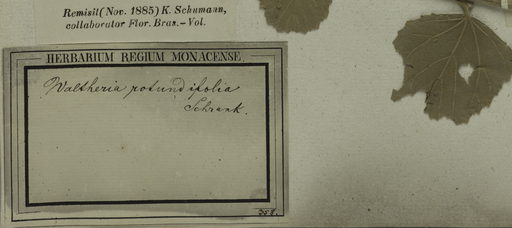 Remisit (Nov. 1885) K. Schumann,
collaborator Flor. Bras.- Vol.
HERBARIUM REGIUM MONACENSE
Waltheria rotundifolia
Schrank.